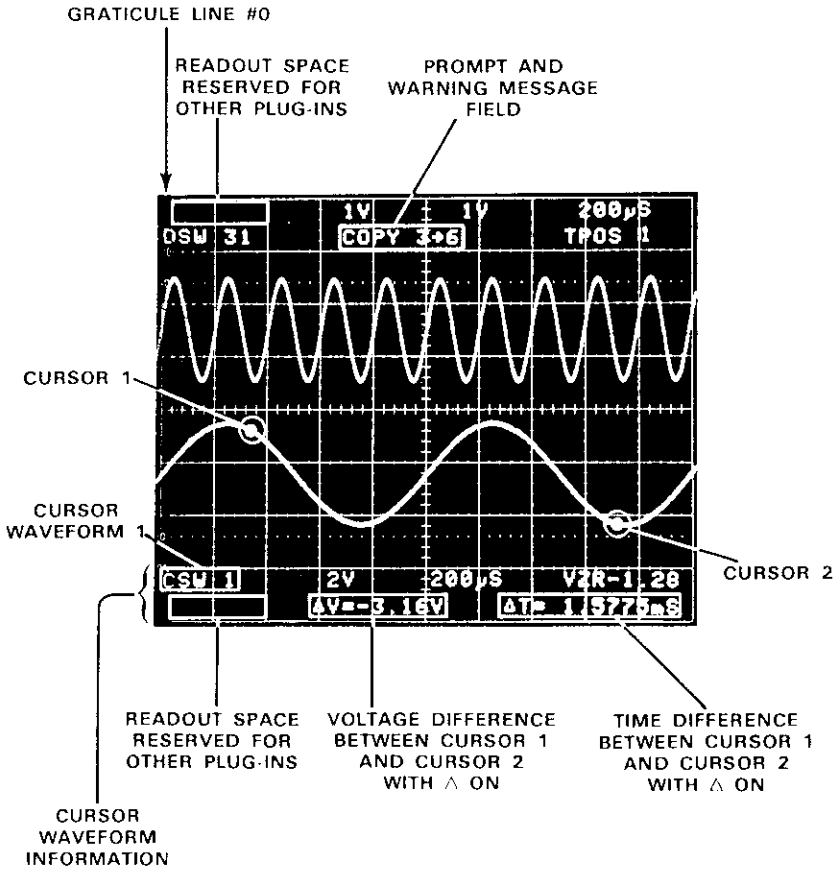 GRATICULE LINE #0
READOUT SPACE
RESERVED FOR
OTHER PLUG-INS
PROMPT AND
WARNING MESSAGE
FIELD
1V 1V 200µS
DSW 31 COPY 3→6 TPOS 1
CURSOR 1
CURSOR
WAVEFORM 1
CURSOR 2
CSW 1 2V 200µS VZR-1.28
ΔV=-3.16V ΔT= 1.5775mS
READOUT SPACE
RESERVED FOR
OTHER PLUG-INS
VOLTAGE DIFFERENCE
BETWEEN CURSOR 1
AND CURSOR 2
WITH △ ON
TIME DIFFERENCE
BETWEEN CURSOR 1
AND CURSOR 2
WITH △ ON
CURSOR
WAVEFORM
INFORMATION